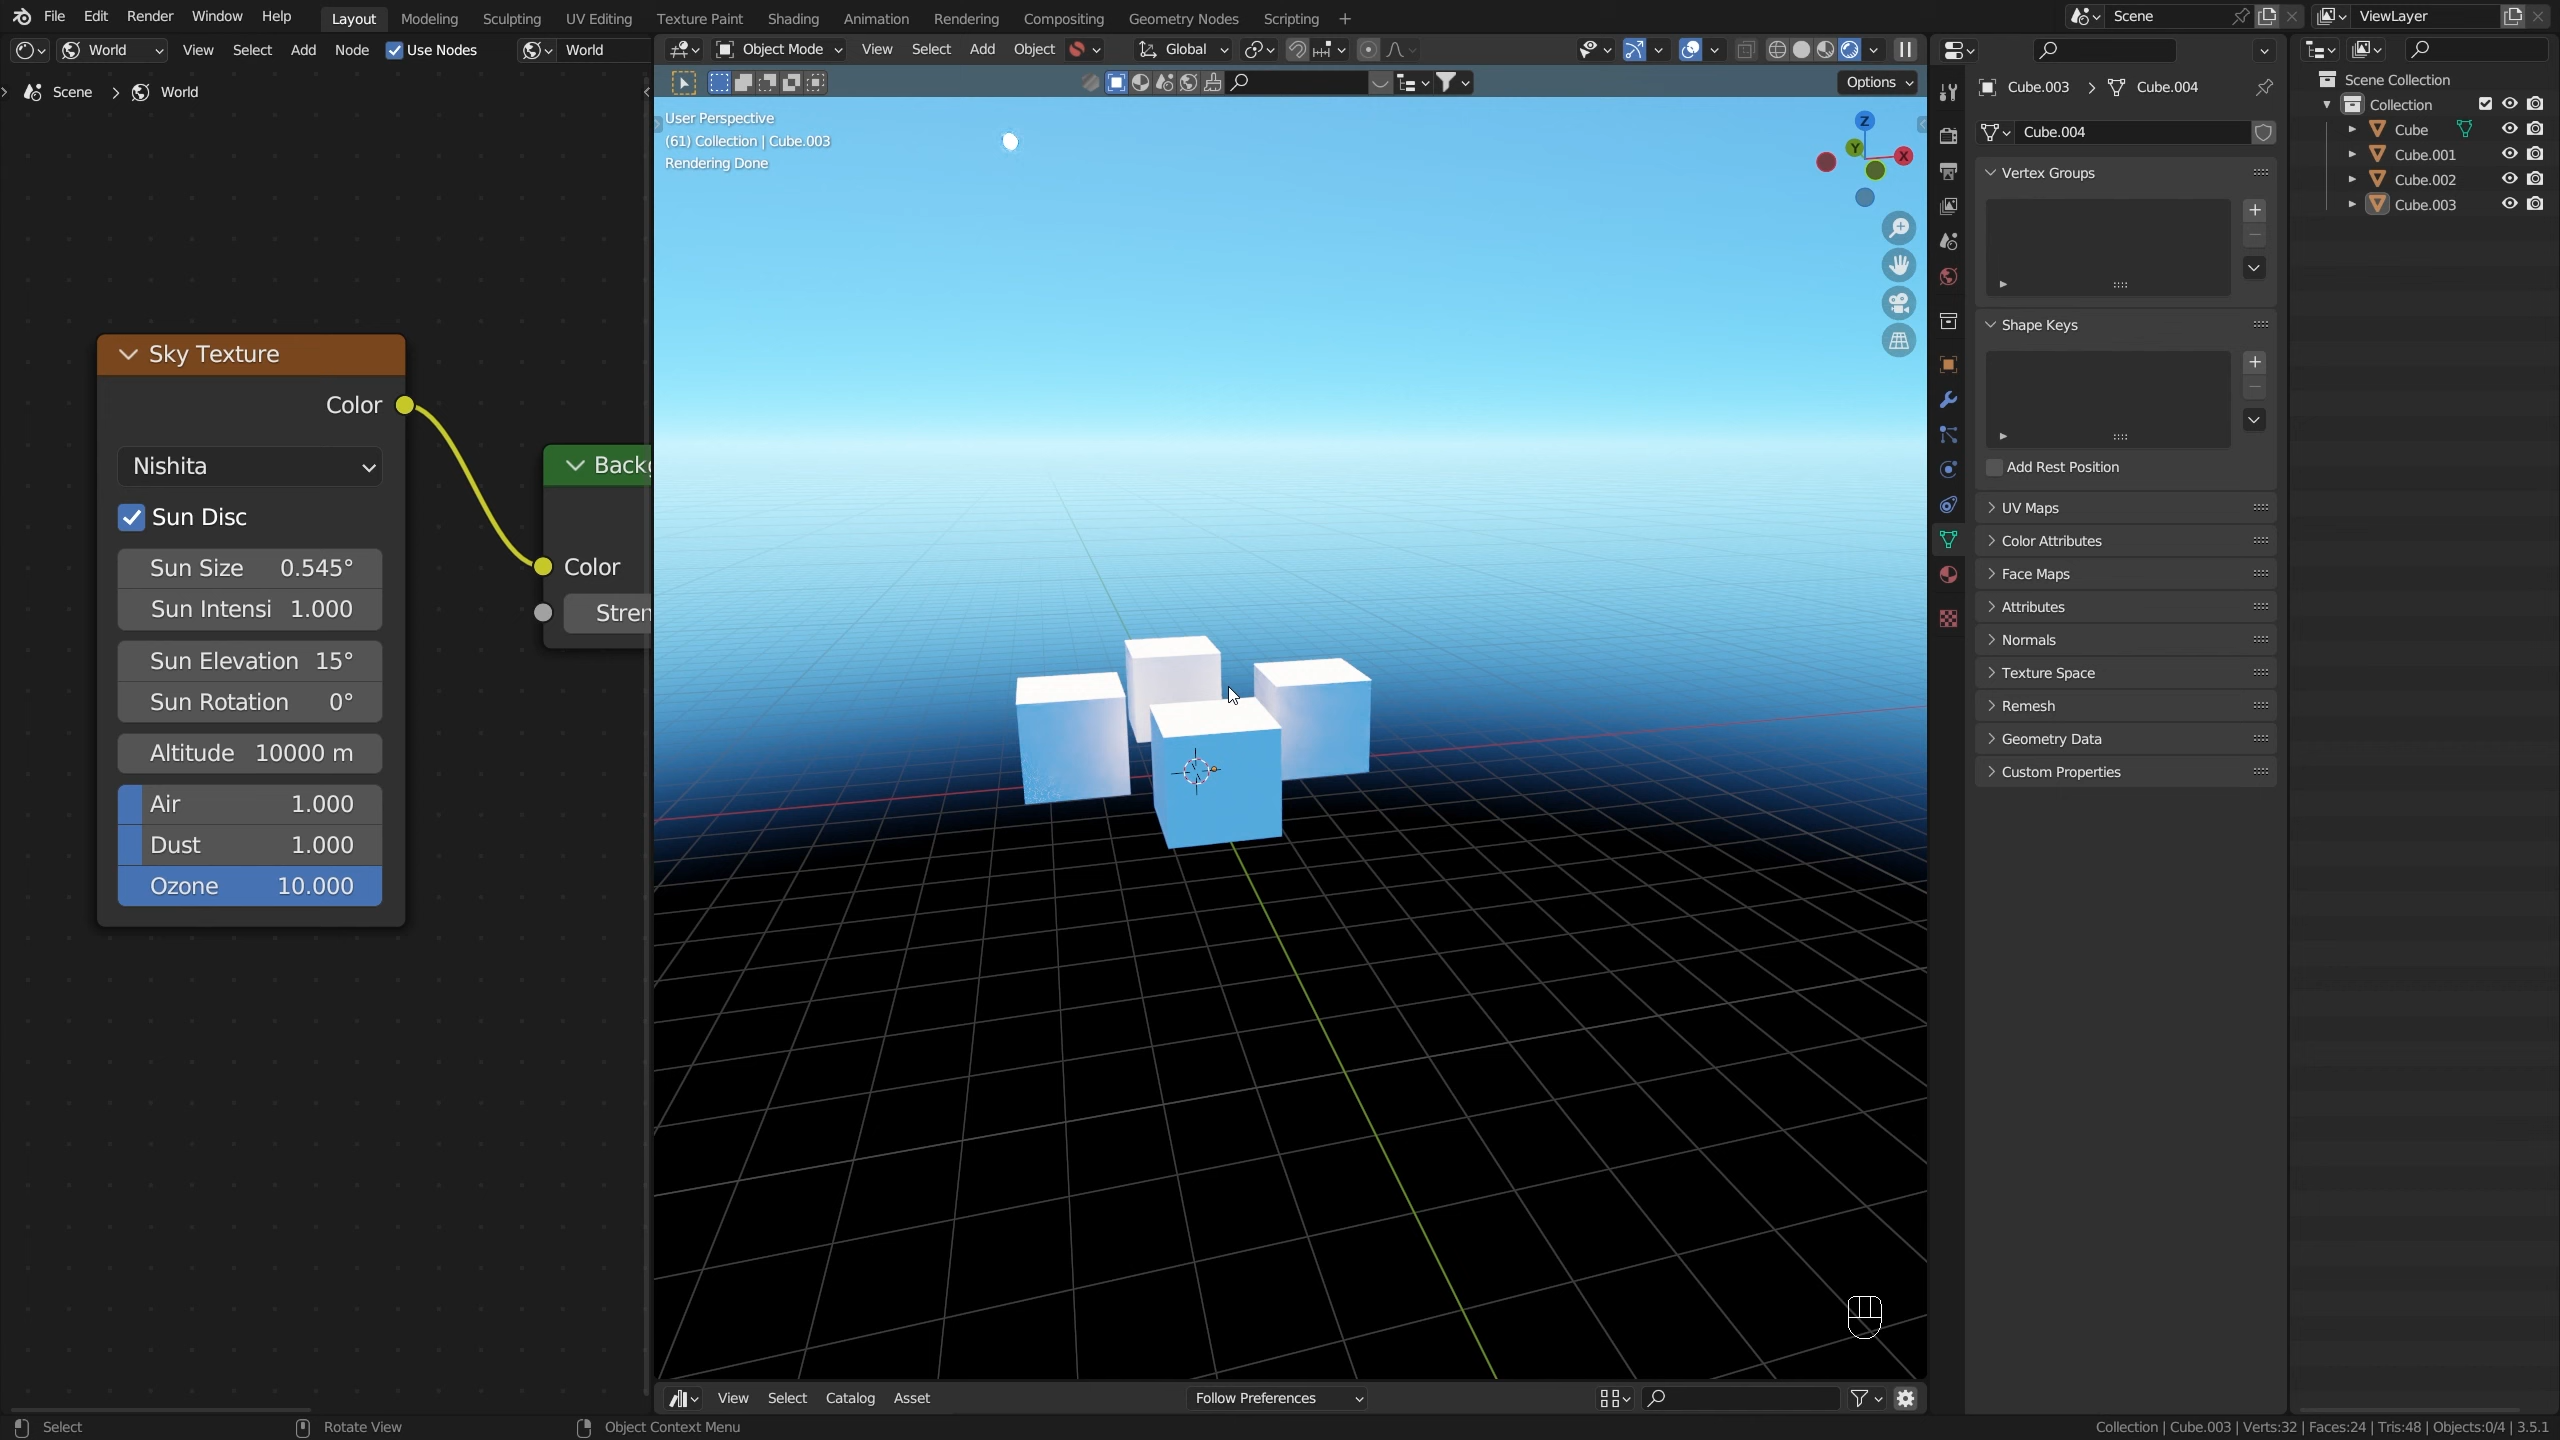 File Edit Render Window Help Layout Modeling Sculpting UV Editing Texture Paint Shading Animation Rendering Compositing Geometry Nodes Scripting + Scene ViewLayer
World View Select Add Node Use Nodes World
Object Mode View Select Add Object Global
Options
Scene > World
Sky Texture
Color
Nishita
Sun Disc
Sun Size 0.545°
Sun Intensi 1.000
Sun Elevation 15°
Sun Rotation 0°
Altitude 10000 m
Air 1.000
Dust 1.000
Ozone 10.000
Color
User Perspective
(61) Collection | Cube.003
Rendering Done
Z
Y
X
Cube.003 > Cube.004
Cube.004
Vertex Groups
Shape Keys
Add Rest Position
UV Maps
Color Attributes
Face Maps
Attributes
Normals
Texture Space
Remesh
Geometry Data
Custom Properties
Scene Collection
Collection
Cube
Cube.001
Cube.002
Cube.003
View Select Catalog Asset Follow Preferences
Select Rotate View Object Context Menu
Collection | Cube.003 | Verts:32 | Faces:24 | Tris:48 | Objects:0/4 | 3.5.1